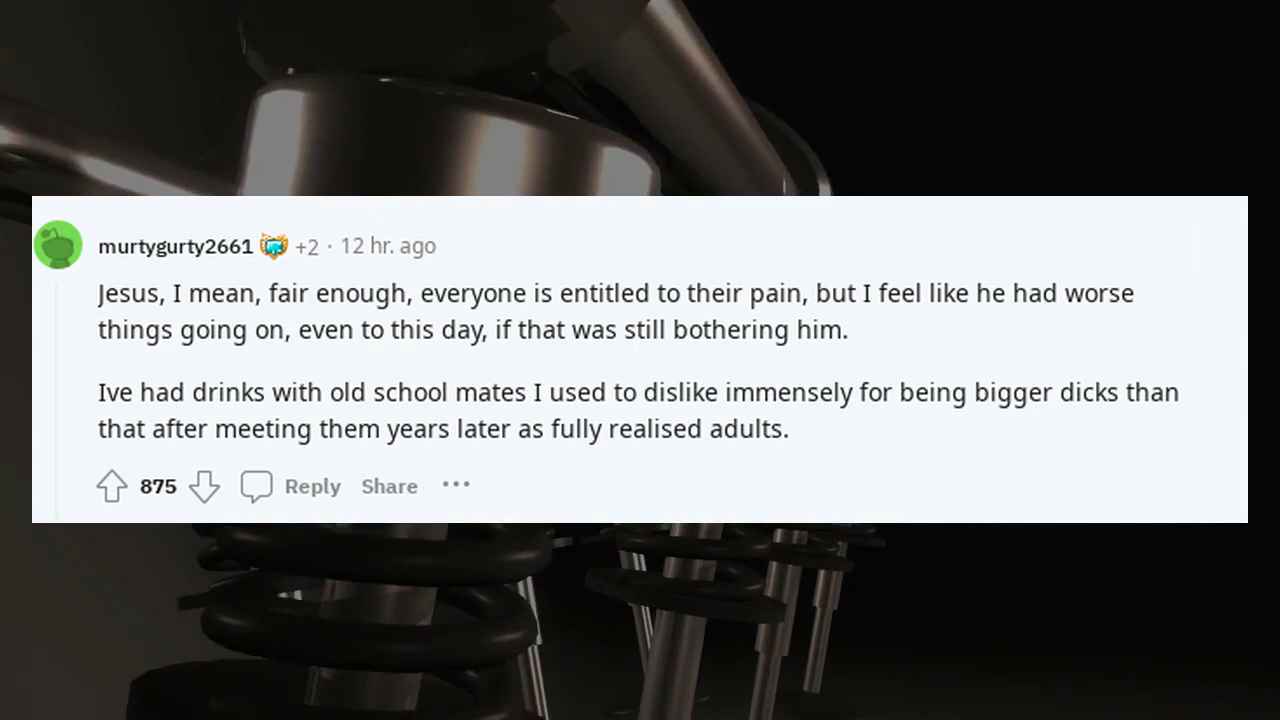 murtygurty2661 +2 · 12 hr. ago
Jesus, I mean, fair enough, everyone is entitled to their pain, but I feel like he had worse
things going on, even to this day, if that was still bothering him.
Ive had drinks with old school mates I used to dislike immensely for being bigger dicks than
that after meeting them years later as fully realised adults.
875 Reply Share ···